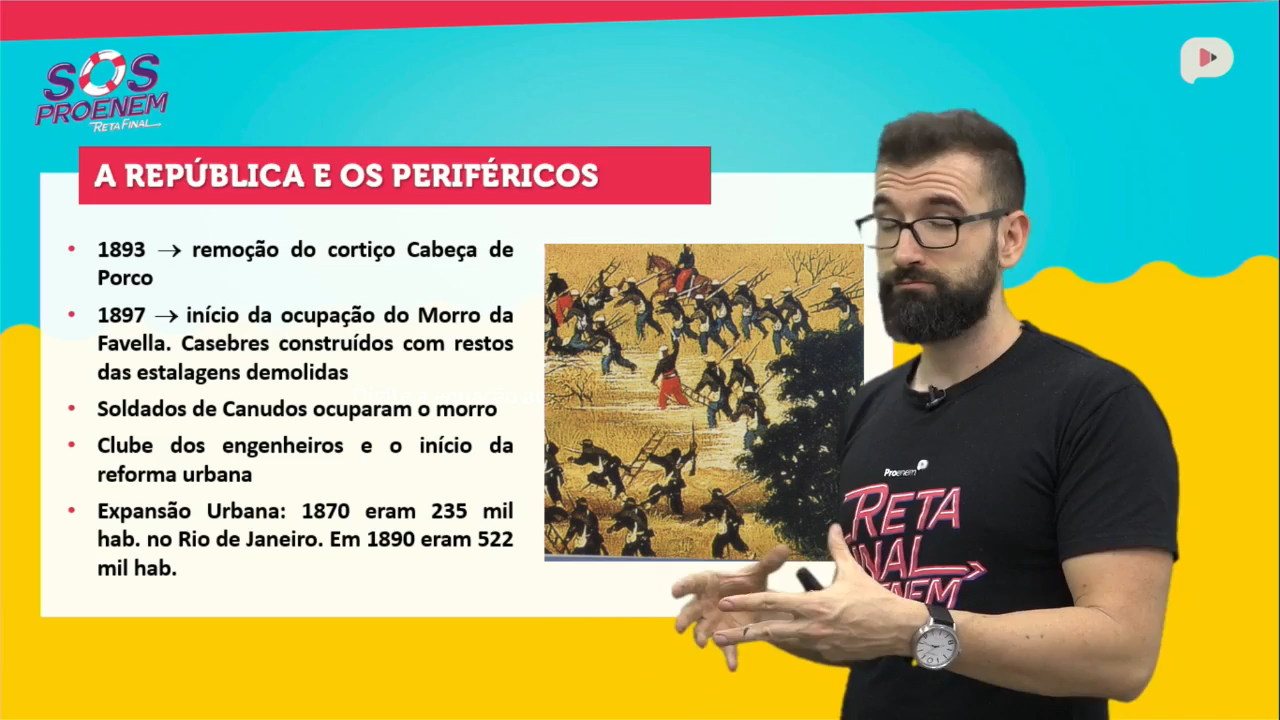 SOS
PROENEM
RETA FINAL
A REPÚBLICA E OS PERIFÉRICOS
• 1893 → remoção do cortiço Cabeça de
Porco
• 1897 → início da ocupação do Morro da
Favella. Casebres construídos com restos
das estalagens demolidas
• Soldados de Canudos ocuparam o morro
• Clube dos engenheiros e o início da
reforma urbana
• Expansão Urbana: 1870 eram 235 mil
hab. no Rio de Janeiro. Em 1890 eram 522
mil hab.
Proenem
RETA
FINAL